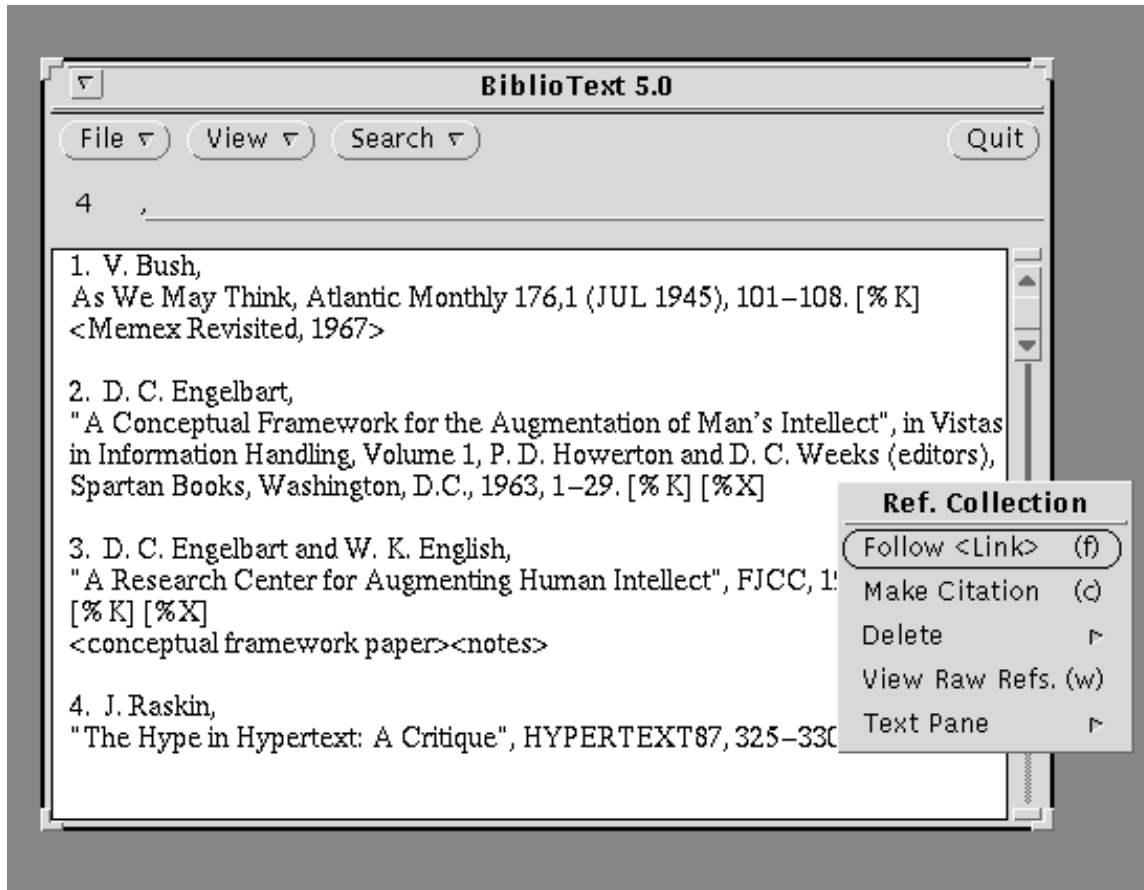 BiblioText 5.0
File View Search Quit
4 ,
1. V. Bush,
As We May Think, Atlantic Monthly 176,1 (JUL 1945), 101–108. [% K]
<Memex Revisited, 1967>
2. D. C. Engelbart,
"A Conceptual Framework for the Augmentation of Man's Intellect", in Vistas
in Information Handling, Volume 1, P. D. Howerton and D. C. Weeks (editors),
Spartan Books, Washington, D.C., 1963, 1–29. [% K] [%X]
3. D. C. Engelbart and W. K. English,
"A Research Center for Augmenting Human Intellect", FJCC,
[% K] [%X]
<conceptual framework paper><notes>
4. J. Raskin,
"The Hype in Hypertext: A Critique", HYPERTEXT87, 325–330
Ref. Collection
Follow <Link> (f)
Make Citation (c)
Delete
View Raw Refs. (w)
Text Pane